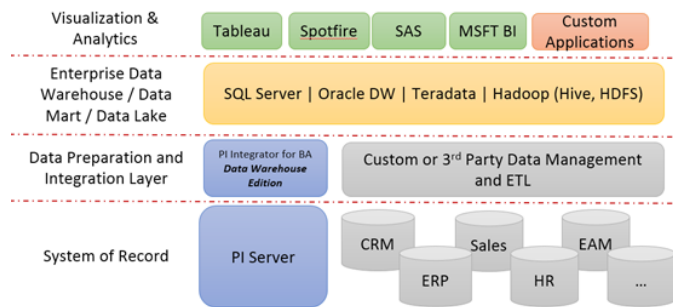 Visualization &
Analytics
Tableau
Spotfire
SAS
MSFT BI
Custom
Applications
Enterprise Data
Warehouse / Data
Mart / Data Lake
SQL Server | Oracle DW | Teradata | Hadoop (Hive, HDFS)
Data Preparation and
Integration Layer
PI Integrator for BA
Data Warehouse
Edition
Custom or 3rd Party Data Management
and ETL
System of Record
PI Server
CRM
Sales
EAM
ERP
HR
...